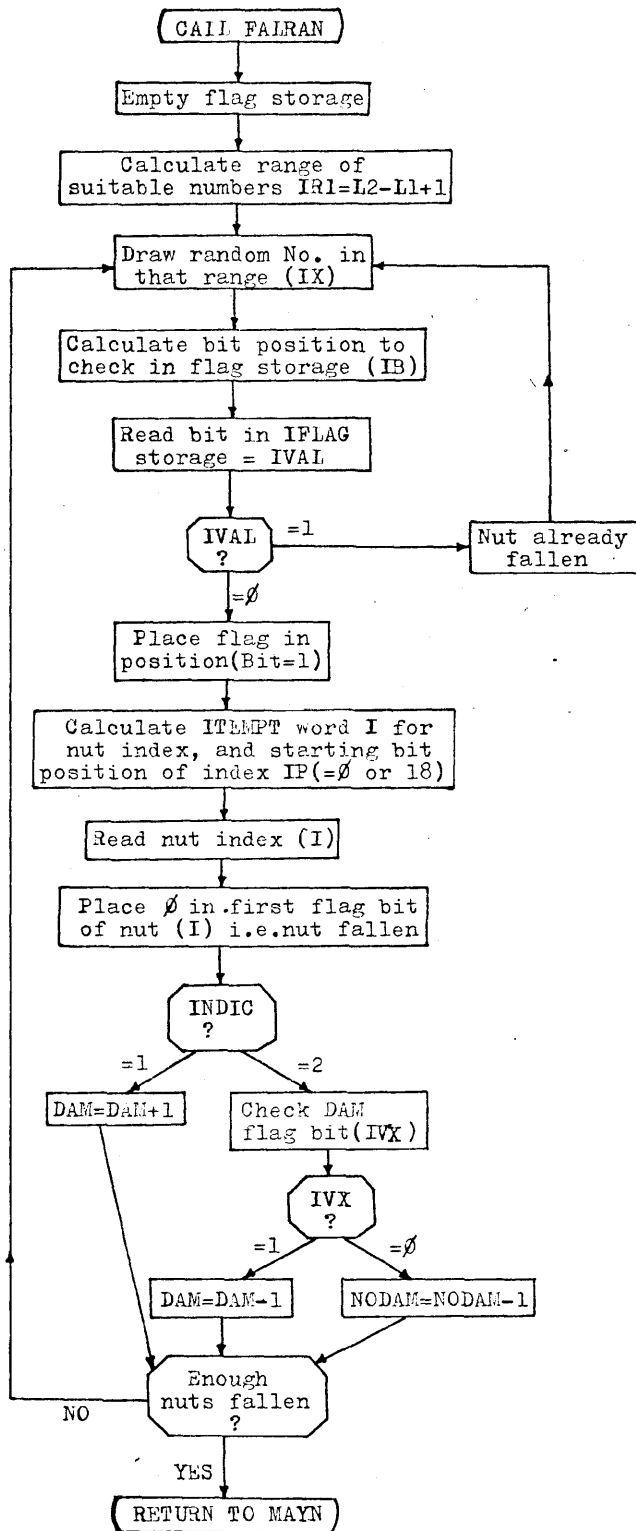 CALL FALRAN
Empty flag storage
Calculate range of
suitable numbers IR1=L2-L1+1
Draw random No. in
that range (IX)
Calculate bit position to
check in flag storage (IB)
Read bit in IFLAG
storage = IVAL
IVAL
?
=1
Nut already
fallen
=Ø
Place flag in
position(Bit=1)
Calculate ITEMPT word I for
nut index, and starting bit
position of index IP(=Ø or 18)
Read nut index (I)
Place Ø in first flag bit
of nut (I) i.e.nut fallen
INDIC
?
=1
=2
DAM=DAM+1
Check DAM
flag bit(IVX)
IVX
?
=1
=Ø
DAM=DAM-1
NODAM=NODAM-1
Enough
nuts fallen
?
NO
YES
RETURN TO MAYN